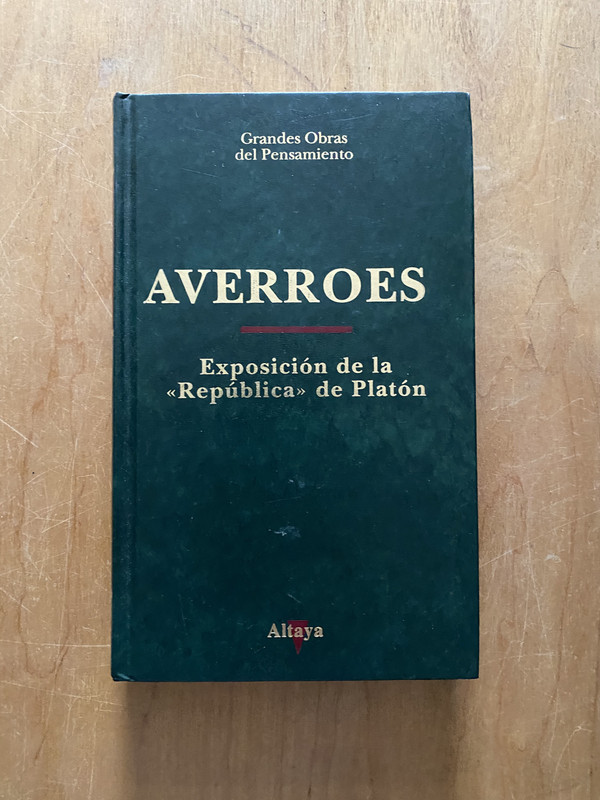 Grandes Obras
del Pensamiento
AVERROES
Exposición de la
«República» de Platón
Altaya